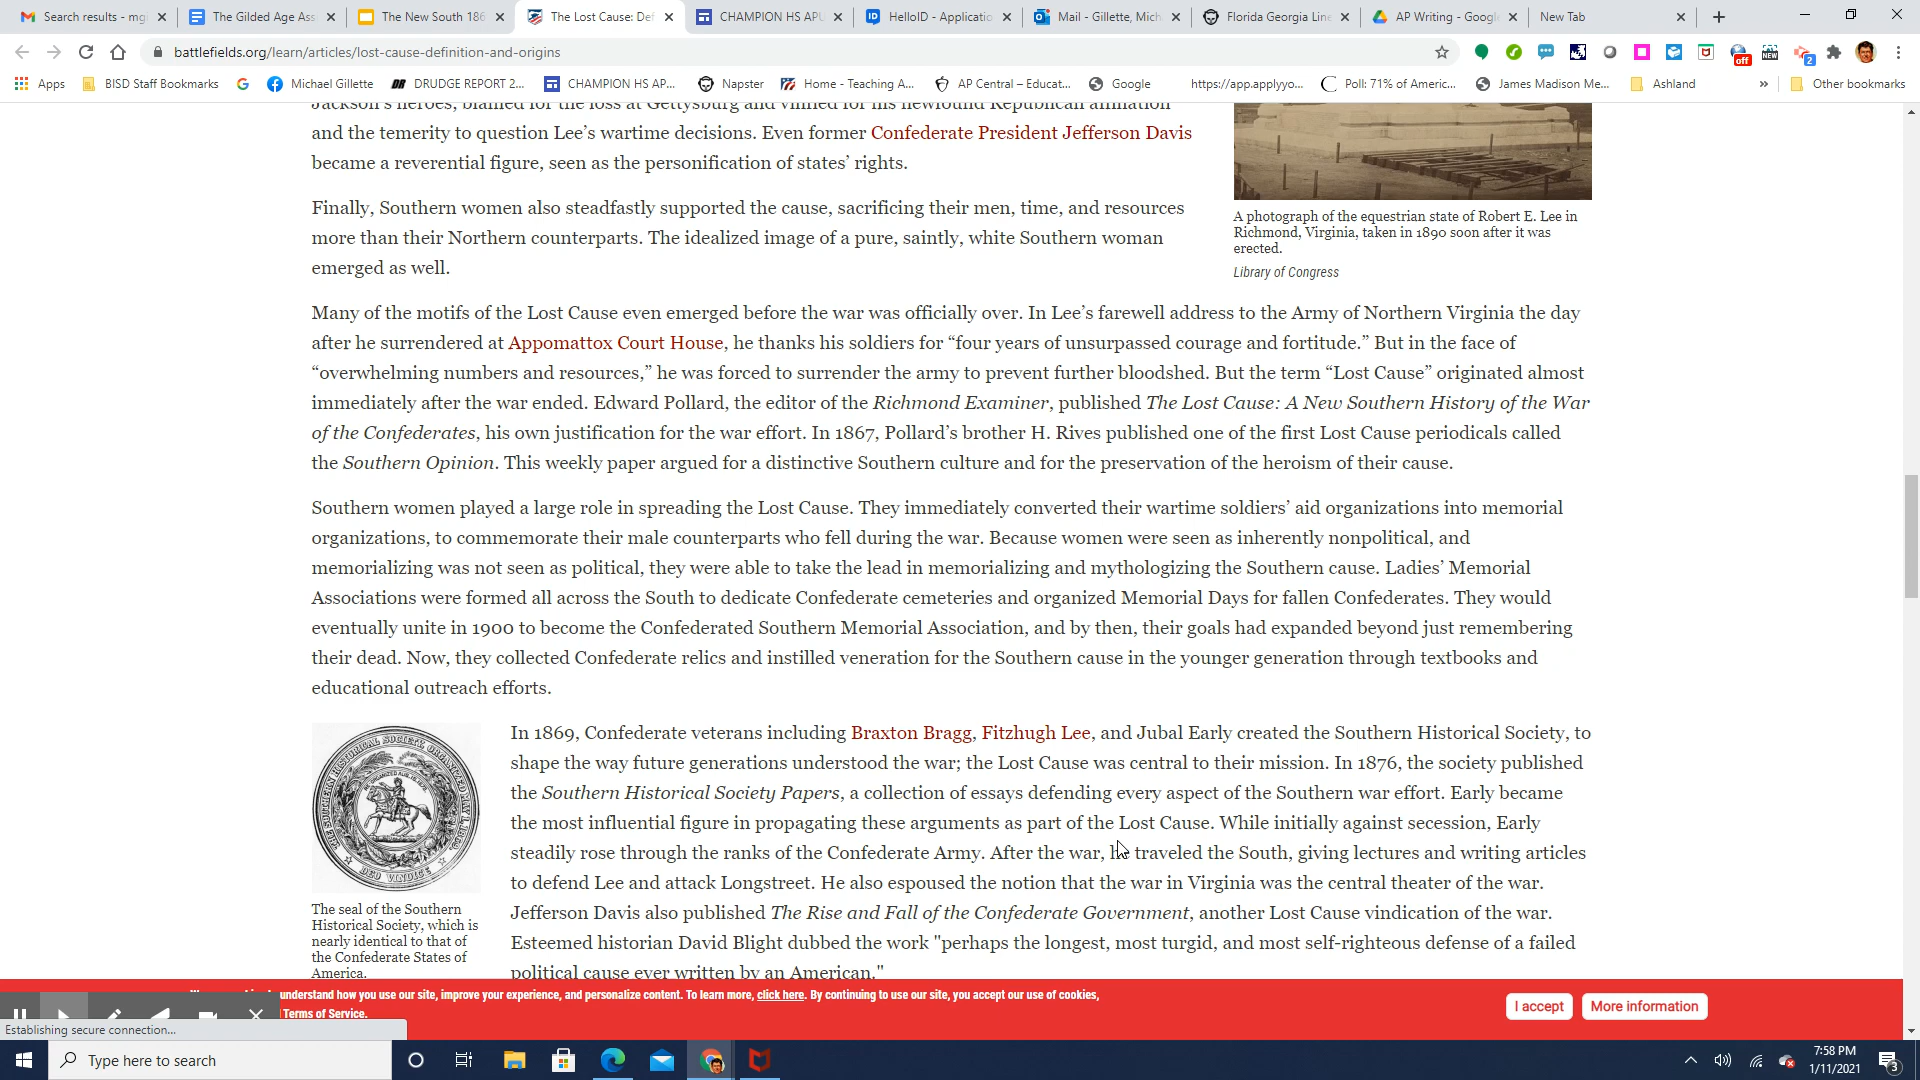 Search results - mg
The Gilded Age Ass
The New South 186
The Lost Cause: Def
CHAMPION HS APU
HelloID - Applicatio
Mail - Gillette, Mich
Florida Georgia Line
AP Writing - Google
New Tab
battlefields.org/learn/articles/lost-cause-definition-and-origins
off
NEW
2
Apps
BISD Staff Bookmarks
Michael Gillette
DRUDGE REPORT 2...
CHAMPION HS AP...
Napster
Home - Teaching A...
AP Central – Educat...
Google
https://app.applyyo...
Poll: 71% of Americ...
James Madison Me...
Ashland
Other bookmarks
Jackson's heroes, blamed for the loss at Gettysburg and vilified for his newfound Republican affiliation
and the temerity to question Lee's wartime decisions. Even former Confederate President Jefferson Davis
became a reverential figure, seen as the personification of states' rights.
Finally, Southern women also steadfastly supported the cause, sacrificing their men, time, and resources
more than their Northern counterparts. The idealized image of a pure, saintly, white Southern woman
emerged as well.
A photograph of the equestrian state of Robert E. Lee in
Richmond, Virginia, taken in 1890 soon after it was
erected.
Library of Congress
Many of the motifs of the Lost Cause even emerged before the war was officially over. In Lee's farewell address to the Army of Northern Virginia the day
after he surrendered at Appomattox Court House, he thanks his soldiers for “four years of unsurpassed courage and fortitude.” But in the face of
“overwhelming numbers and resources,” he was forced to surrender the army to prevent further bloodshed. But the term “Lost Cause” originated almost
immediately after the war ended. Edward Pollard, the editor of the Richmond Examiner, published The Lost Cause: A New Southern History of the War
of the Confederates, his own justification for the war effort. In 1867, Pollard's brother H. Rives published one of the first Lost Cause periodicals called
the Southern Opinion. This weekly paper argued for a distinctive Southern culture and for the preservation of the heroism of their cause.
Southern women played a large role in spreading the Lost Cause. They immediately converted their wartime soldiers' aid organizations into memorial
organizations, to commemorate their male counterparts who fell during the war. Because women were seen as inherently nonpolitical, and
memorializing was not seen as political, they were able to take the lead in memorializing and mythologizing the Southern cause. Ladies' Memorial
Associations were formed all across the South to dedicate Confederate cemeteries and organized Memorial Days for fallen Confederates. They would
eventually unite in 1900 to become the Confederated Southern Memorial Association, and by then, their goals had expanded beyond just remembering
their dead. Now, they collected Confederate relics and instilled veneration for the Southern cause in the younger generation through textbooks and
educational outreach efforts.
THE SOUTHERN HISTORICAL SOCIETY, ORGANIZED MAY 1, 1869
DEO VINDICE
The seal of the Southern
Historical Society, which is
nearly identical to that of
the Confederate States of
America.
In 1869, Confederate veterans including Braxton Bragg, Fitzhugh Lee, and Jubal Early created the Southern Historical Society, to
shape the way future generations understood the war; the Lost Cause was central to their mission. In 1876, the society published
the Southern Historical Society Papers, a collection of essays defending every aspect of the Southern war effort. Early became
the most influential figure in propagating these arguments as part of the Lost Cause. While initially against secession, Early
steadily rose through the ranks of the Confederate Army. After the war, he traveled the South, giving lectures and writing articles
to defend Lee and attack Longstreet. He also espoused the notion that the war in Virginia was the central theater of the war.
Jefferson Davis also published The Rise and Fall of the Confederate Government, another Lost Cause vindication of the war.
Esteemed historian David Blight dubbed the work "perhaps the longest, most turgid, and most self-righteous defense of a failed
political cause ever written by an American."
understand how you use our site, improve your experience, and personalize content. To learn more, click here. By continuing to use our site, you accept our use of cookies,
Terms of Service.
I accept
More information
Establishing secure connection...
Type here to search
7:58 PM
1/11/2021
3